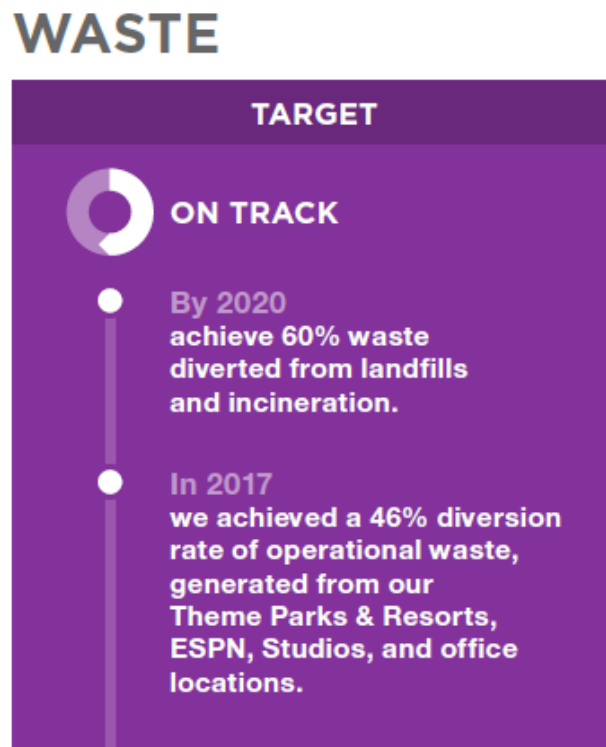 WASTE
TARGET
ON TRACK
By 2020
achieve 60% waste
diverted from landfills
and incineration.
In 2017
we achieved a 46% diversion
rate of operational waste,
generated from our
Theme Parks & Resorts,
ESPN, Studios, and office
locations.